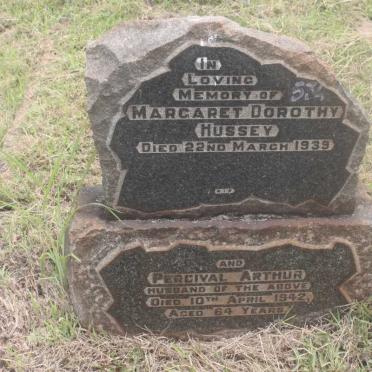 IN
LOVING
MEMORY OF
MARGARET DOROTHY
HUSSEY
DIED 22ND MARCH 1939
AND
PERCIVAL ARTHUR
HUSBAND OF THE ABOVE
DIED 10TH APRIL 1942,
AGED 64 YEARS